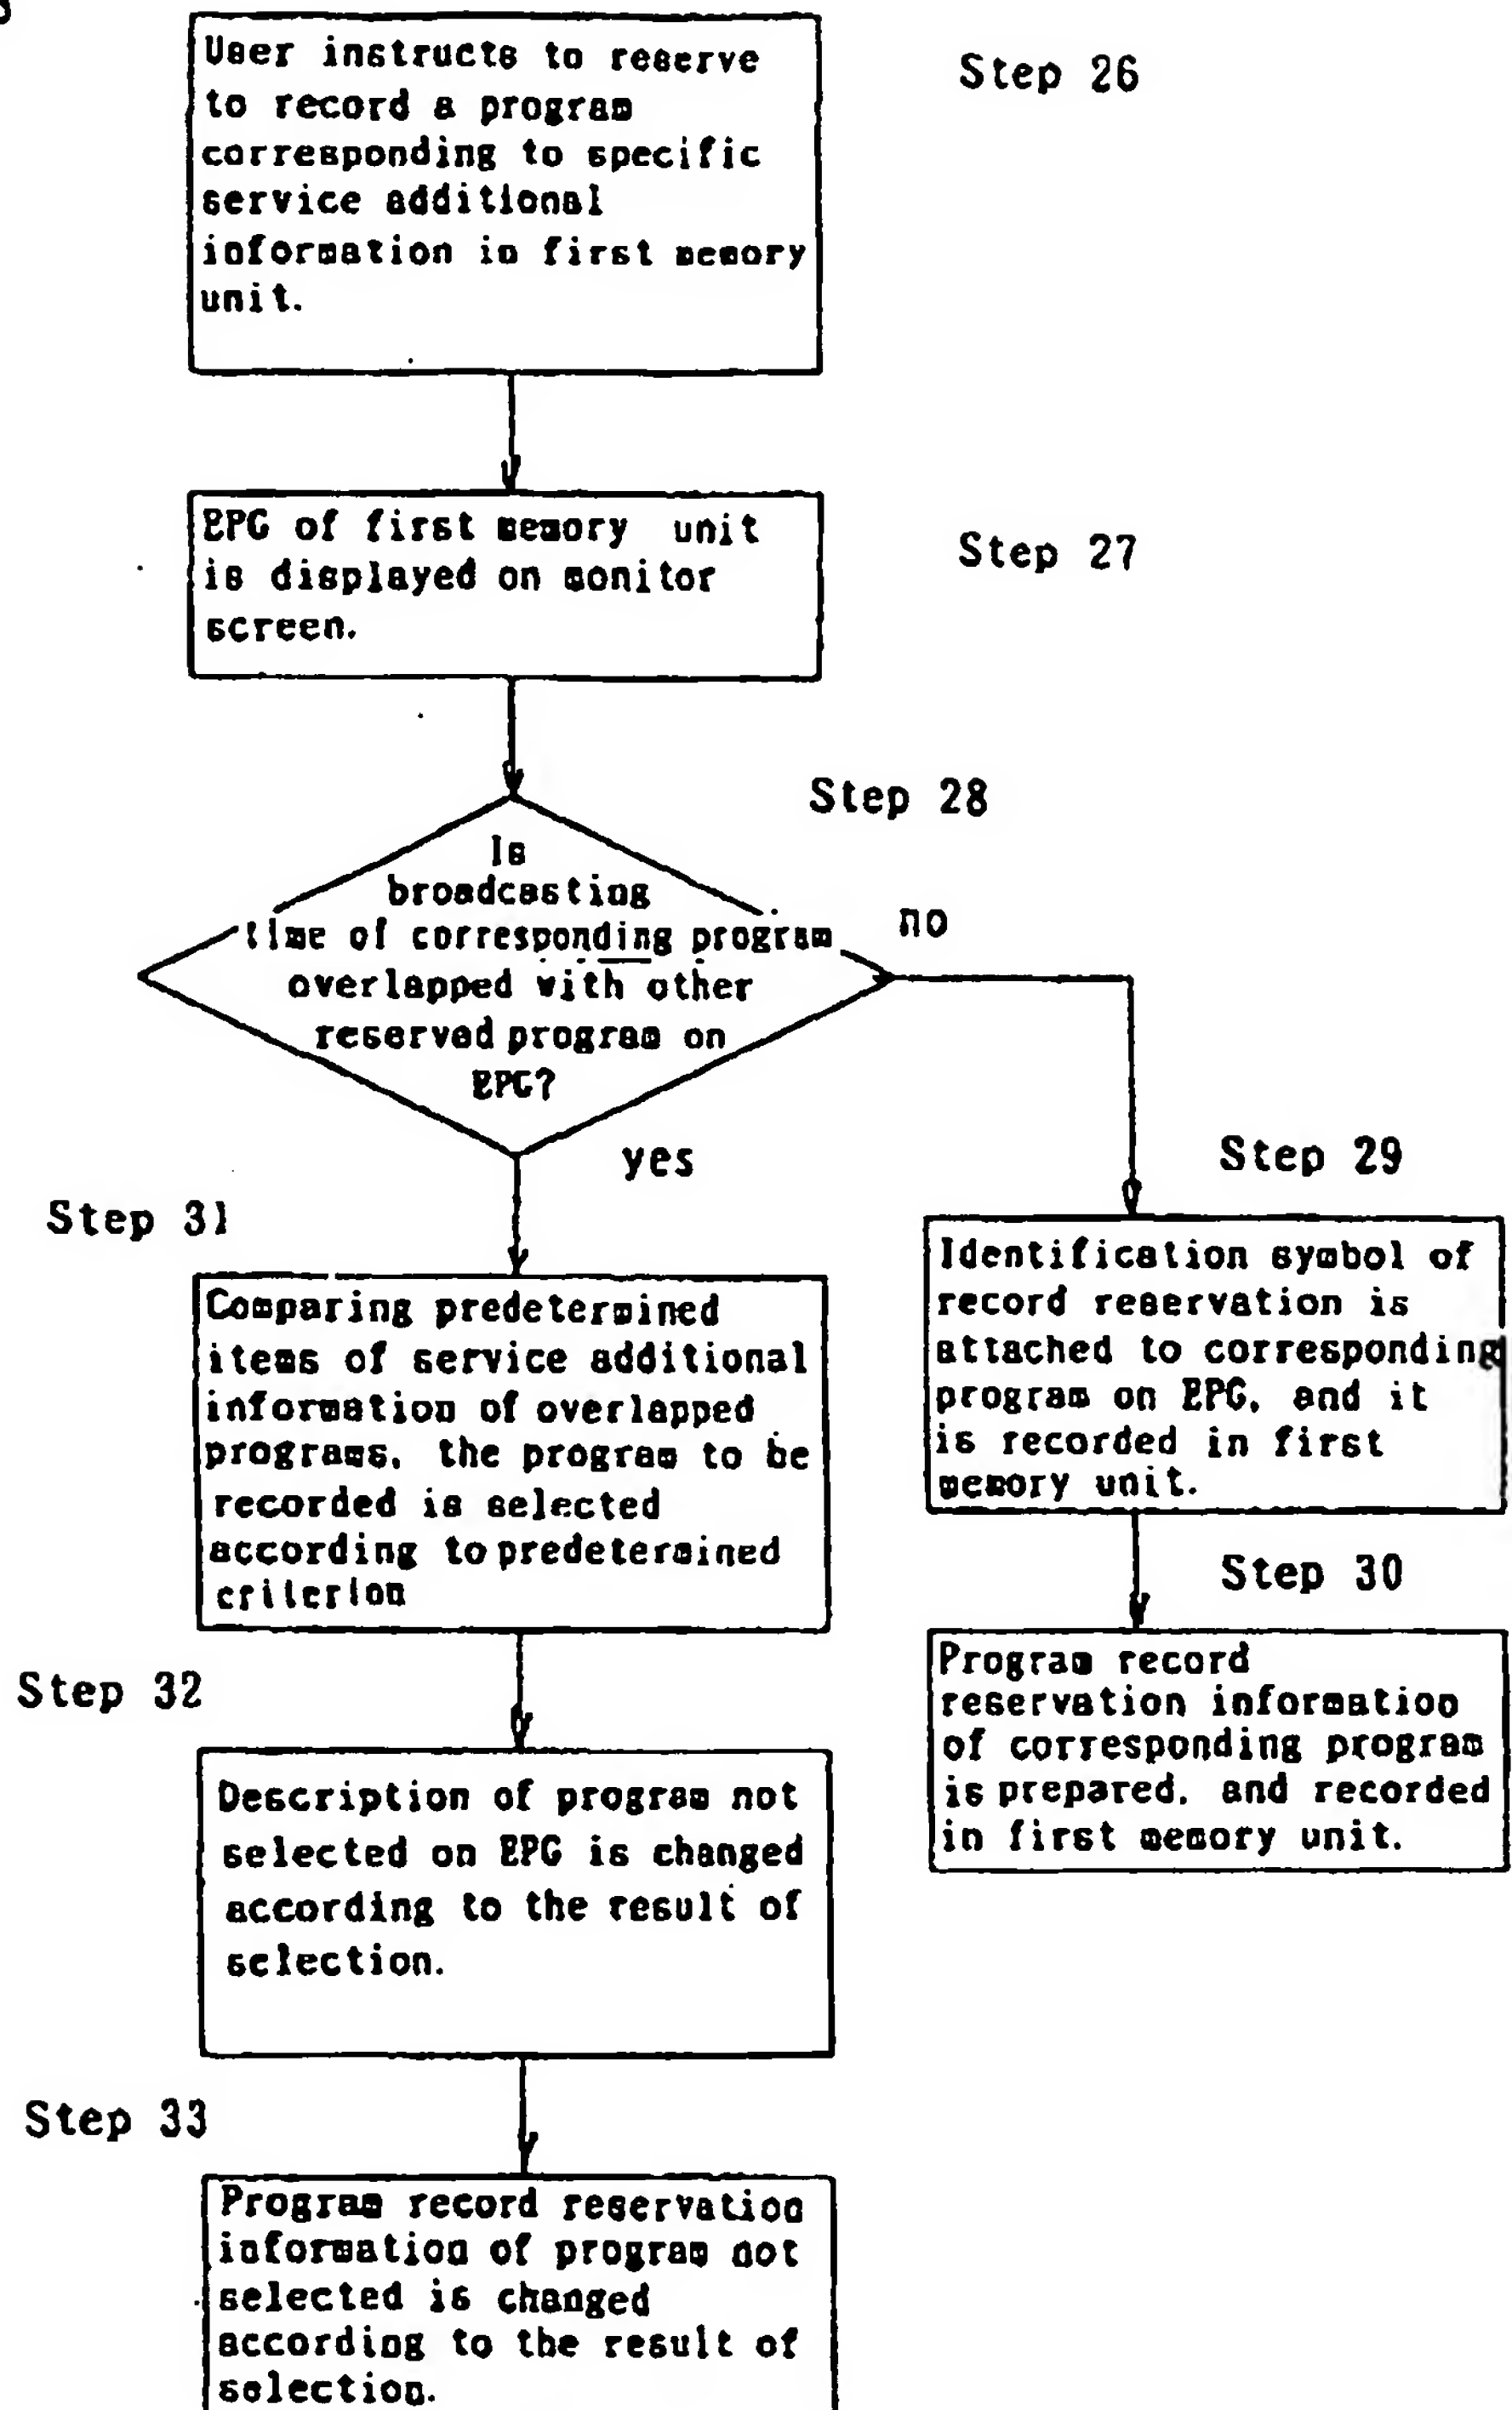 User instructs to reserve
to record a program
corresponding to specific
service additional
information in first memory
unit.
Step 26
EPG of first memory unit
is displayed on monitor
screen.
Step 27
Step 28
Is
broadcasting
time of corresponding program
overlapped with other
reserved program on
EPG?
no
yes
Step 29
Identification symbol of
record reservation is
attached to corresponding
program on EPG, and it
is recorded in first
memory unit.
Step 30
Program record
reservation information
of corresponding program
is prepared, and recorded
in first memory unit.
Step 31
Comparing predetermined
items of service additional
information of overlapped
programs, the program to be
recorded is selected
according to predetermined
criterion
Step 32
Description of program not
selected on EPG is changed
according to the result of
selection.
Step 33
Program record reservation
information of program not
selected is changed
according to the result of
selection.